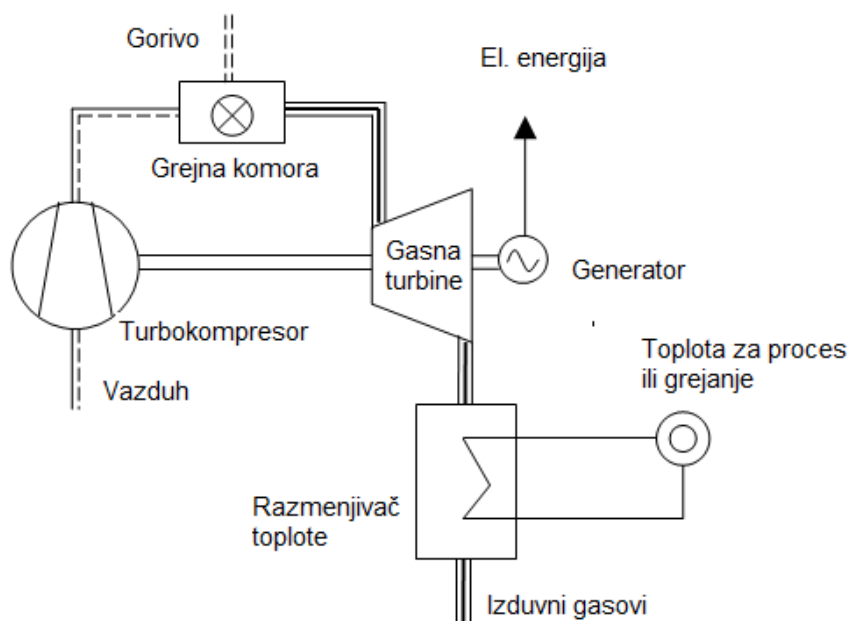 Gorivo
El. energija
Grejna komora
Gasna
turbine
Generator
Turbokompresor
Toplota za proces
ili grejanje
Vazduh
Razmenjivač
toplote
Izduvni gasovi